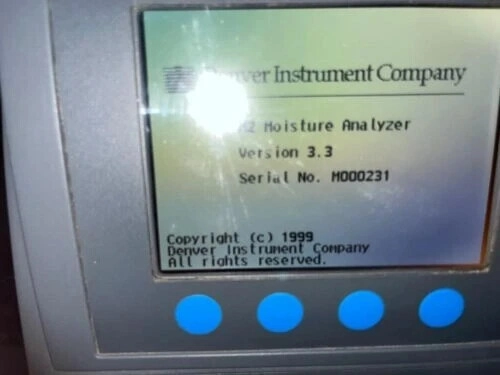 Denver Instrument Company
M2 Moisture Analyzer
Version 3.3
Serial No. M000231
Copyright (c) 1999
Denver Instrument Company
All rights reserved.